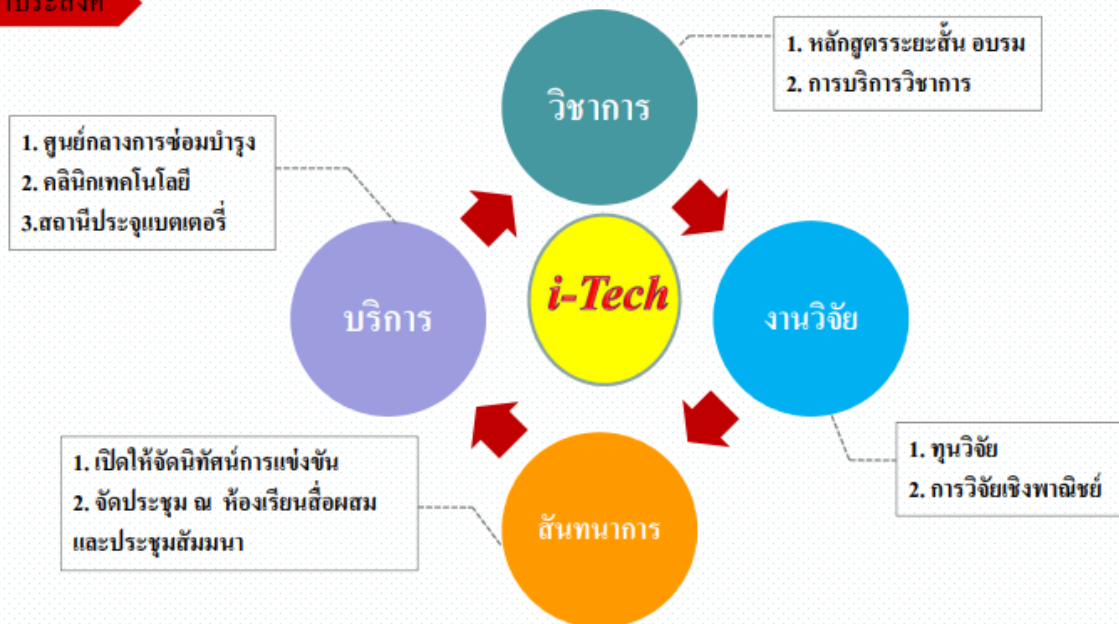 วิชาการ
1. หลักสูตรระยะสั้น อบรม
2. การบริการวิชาการ
1. ศูนย์กลางการซ่อมบำรุง
2. คลินิกเทคโนโลยี
3.สถานีประจุแบตเตอรี่
i-Tech
บริการ
งานวิจัย
1. เปิดให้จัดนิทัศน์การแข่งขัน
2. จัดประชุม ณ ห้องเรียนสื่อผสม
และประชุมสัมมนา
1. ทุนวิจัย
2. การวิจัยเชิงพาณิชย์
สันทนาการ